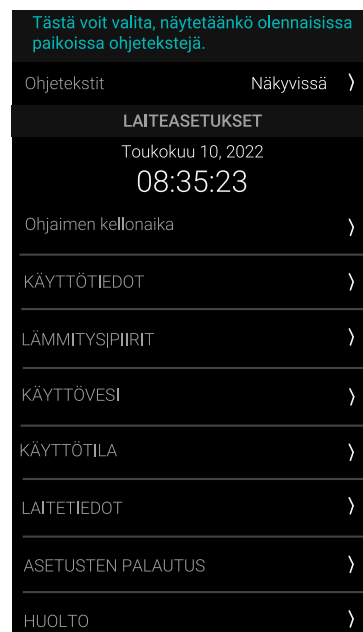 Tästä voit valita, näytetäänkö olennaisissa
paikoissa ohjetekstejä.
Ohjetekstit Näkyvissä
LAITEASETUKSET
Toukokuu 10, 2022
08:35:23
Ohjaimen kellonaika
KÄYTTÖTIEDOT
LÄMMITYSPIIRIT
KÄYTTÖVESI
KÄYTTÖTILA
LAITETIEDOT
ASETUSTEN PALAUTUS
HUOLTO